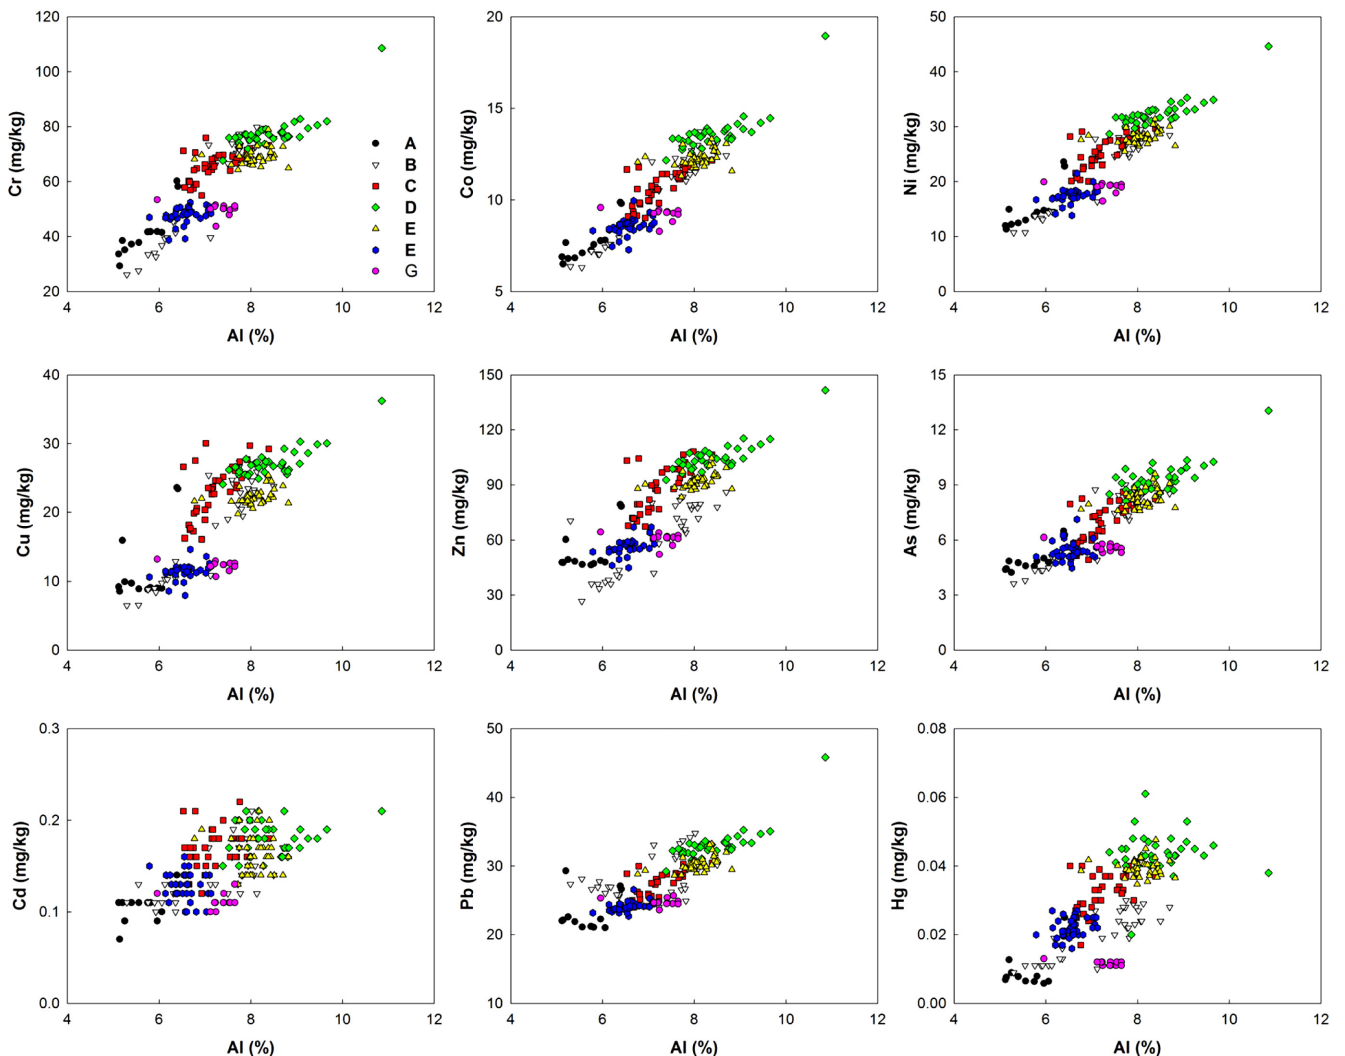 120
100
80
60
40
20
Cr (mg/kg)
4 6 8 10 12
Al (%)
A
B
C
D
E
E
G
20
15
10
5
Co (mg/kg)
4 6 8 10 12
Al (%)
50
40
30
20
10
0
Ni (mg/kg)
4 6 8 10 12
Al (%)
40
30
20
10
0
Cu (mg/kg)
4 6 8 10 12
Al (%)
150
120
90
60
30
0
Zn (mg/kg)
4 6 8 10 12
Al (%)
15
12
9
6
3
0
As (mg/kg)
4 6 8 10 12
Al (%)
0.3
0.2
0.1
0.0
Cd (mg/kg)
4 6 8 10 12
Al (%)
50
40
30
20
10
Pb (mg/kg)
4 6 8 10 12
Al (%)
0.08
0.06
0.04
0.02
0.00
Hg (mg/kg)
4 6 8 10 12
Al (%)